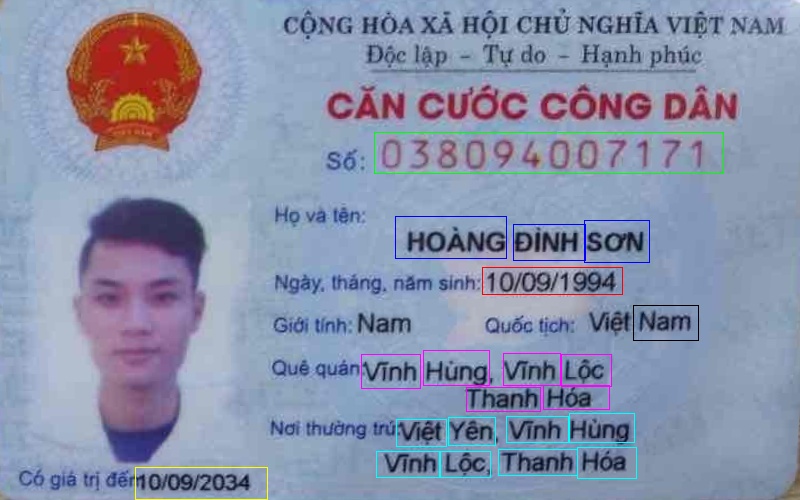 CỘNG HÒA XÃ HỘI CHỦ NGHĨA VIỆT NAM
Độc lập - Tự do - Hạnh phúc
CĂN CƯỚC CÔNG DÂN
Số: 038094007171
Họ và tên:
HOÀNG ĐÌNH SƠN
Ngày, tháng, năm sinh: 10/09/1994
Giới tính: Nam Quốc tịch: Việt Nam
Quê quán: Vĩnh Hùng, Vĩnh Lộc
Thanh Hóa
Nơi thường trú: Việt Yên, Vĩnh Hùng
Vĩnh Lộc, Thanh Hóa
Có giá trị đến 10/09/2034
VIỆT NAM